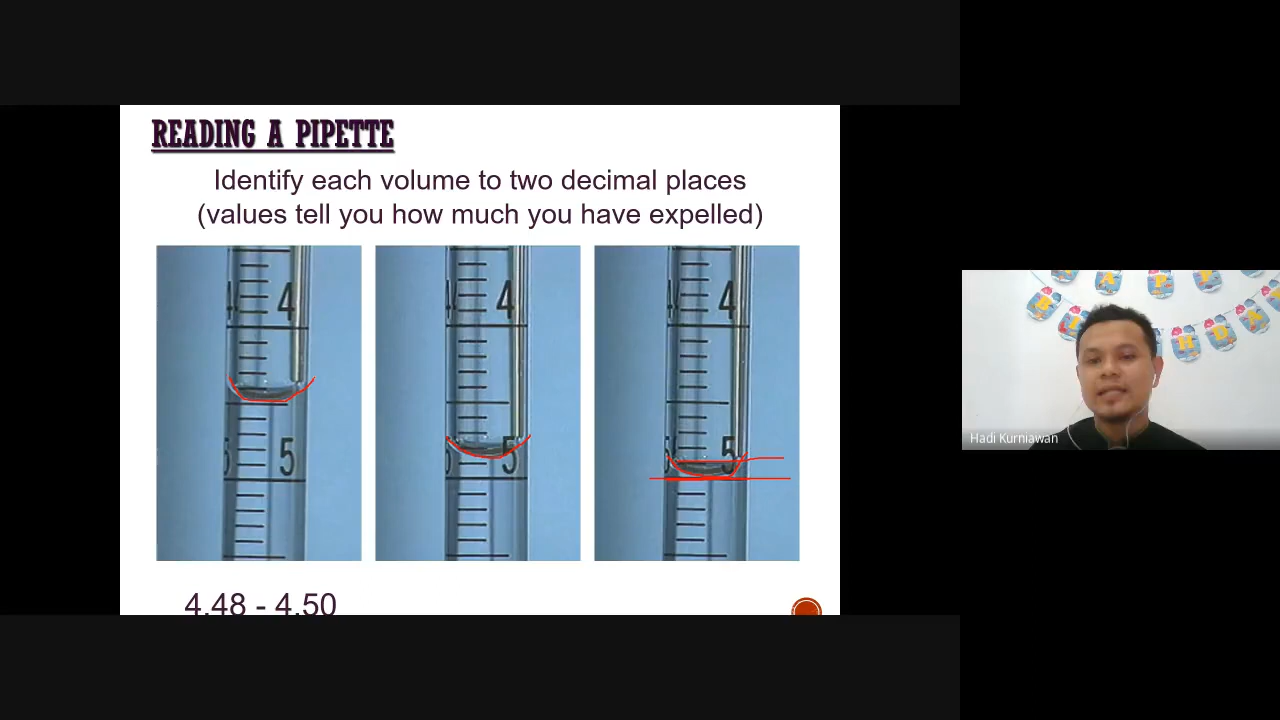 READING A PIPETTE
Identify each volume to two decimal places
(values tell you how much you have expelled)
4
4
4
5
5
5
4.48 - 4.50
Hadi Kurniawan